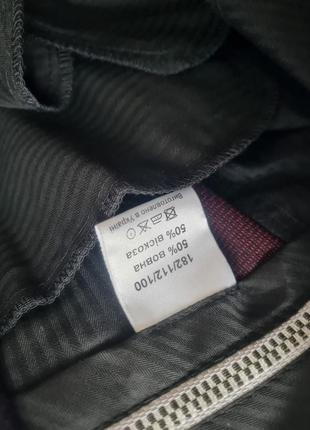 182/112/100
50% ВОВНА
50% ВІСКОЗА
Виготовлено в Україні